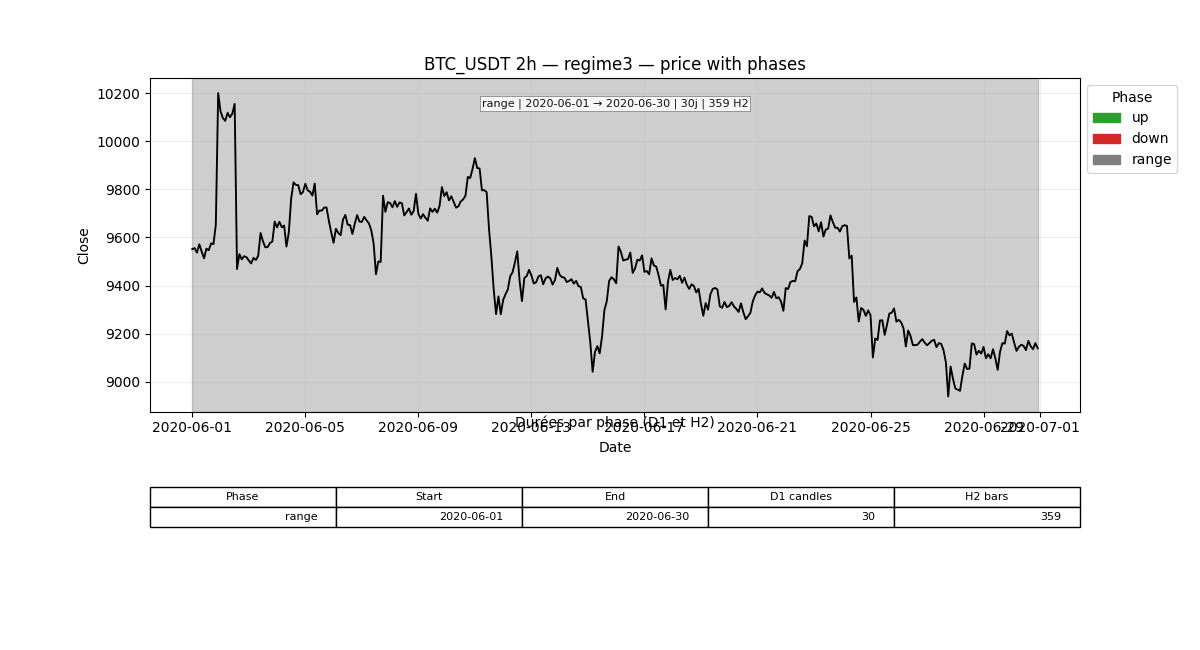 BTC_USDT 2h — regime3 — price with phases
range | 2020-06-01 → 2020-06-30 | 30j | 359 H2
Phase
up
down
range
Close
10200
10000
9800
9600
9400
9200
9000
2020-06-01 2020-06-05 2020-06-09 2020-06-13 2020-06-17 2020-06-21 2020-06-25 2020-06-29 2020-07-01
Durées par phase (D1 et H2)
Date
Phase Start End D1 candles H2 bars
range 2020-06-01 2020-06-30 30 359